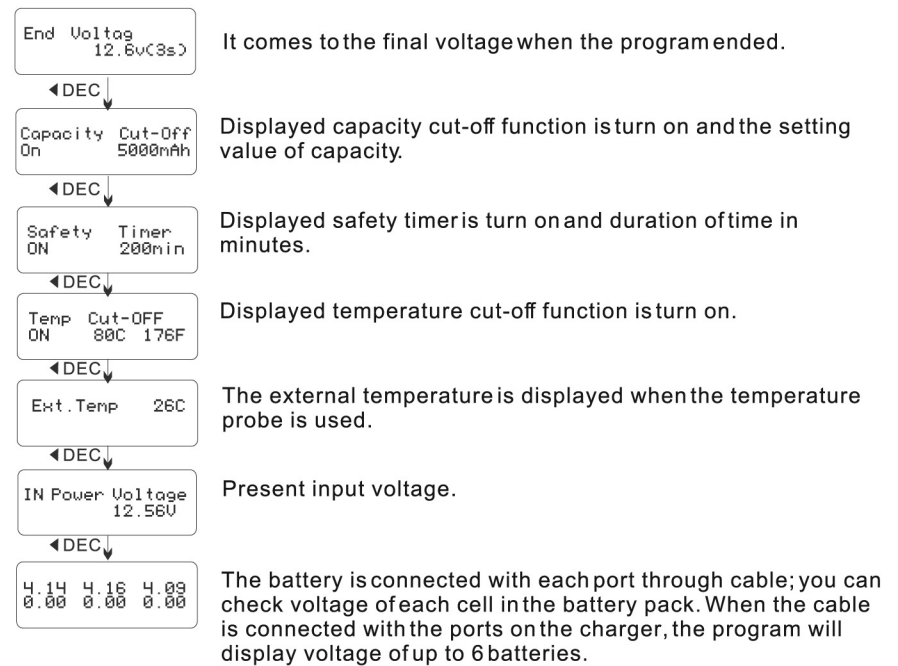 End Voltag
12.6v(3s)
It comes to the final voltage when the program ended.
◀DEC
Capacity Cut-Off
On 5000mAh
Displayed capacity cut-off function is turn on and the setting
value of capacity.
◀DEC
Safety Timer
ON 200min
Displayed safety timer is turn on and duration of time in
minutes.
◀DEC
Temp Cut-OFF
ON 80C 176F
Displayed temperature cut-off function is turn on.
◀DEC
Ext.Temp 26C
The external temperature is displayed when the temperature
probe is used.
◀DEC
IN Power Voltage
12.56V
Present input voltage.
◀DEC
4.14 4.16 4.09
0.00 0.00 0.00
The battery is connected with each port through cable; you can
check voltage of each cell in the battery pack. When the cable
is connected with the ports on the charger, the program will
display voltage of up to 6 batteries.